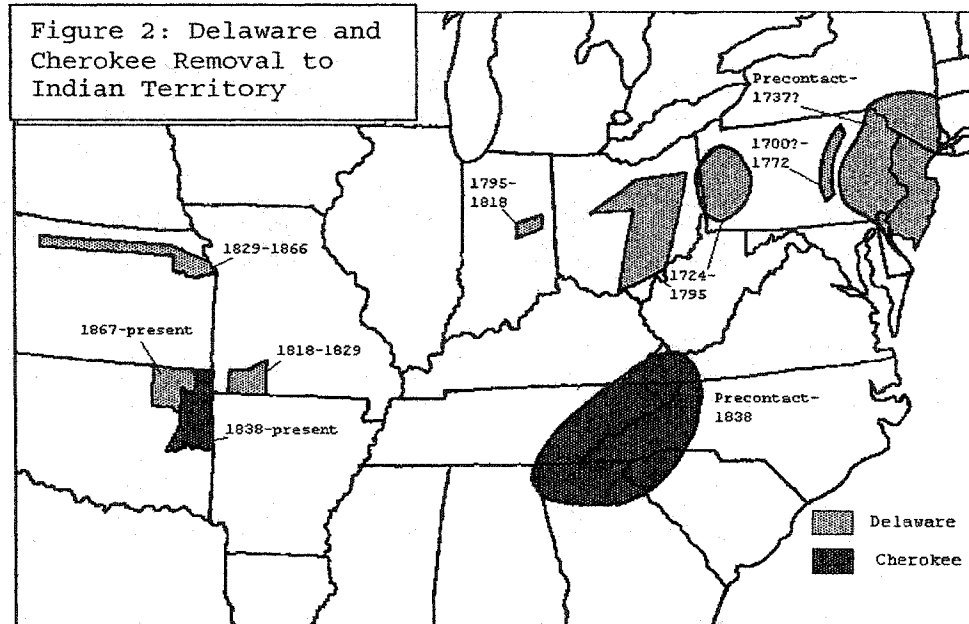 Figure 2: Delaware and
Cherokee Removal to
Indian Territory
Precontact-
1737?
1700?-
1772
1795-
1818
1829-1866
1724-
1795
1867-present
1818-1829
Precontact-
1838
1838-present
Delaware
Cherokee